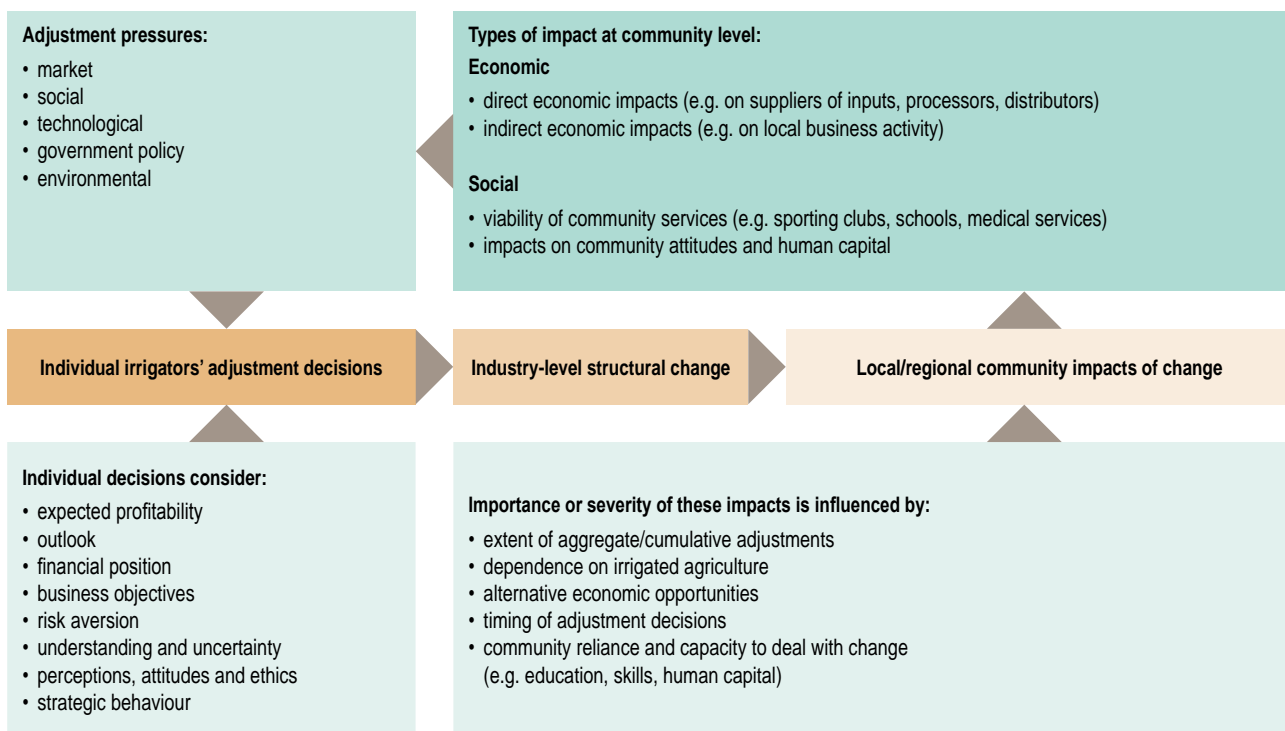 Adjustment pressures:
• market
• social
• technological
• government policy
• environmental
Types of impact at community level:
Economic
• direct economic impacts (e.g. on suppliers of inputs, processors, distributors)
• indirect economic impacts (e.g. on local business activity)
Social
• viability of community services (e.g. sporting clubs, schools, medical services)
• impacts on community attitudes and human capital
Individual irrigators’ adjustment decisions
Industry-level structural change
Local/regional community impacts of change
Individual decisions consider:
• expected profitability
• outlook
• financial position
• business objectives
• risk aversion
• understanding and uncertainty
• perceptions, attitudes and ethics
• strategic behaviour
Importance or severity of these impacts is influenced by:
• extent of aggregate/cumulative adjustments
• dependence on irrigated agriculture
• alternative economic opportunities
• timing of adjustment decisions
• community reliance and capacity to deal with change
(e.g. education, skills, human capital)